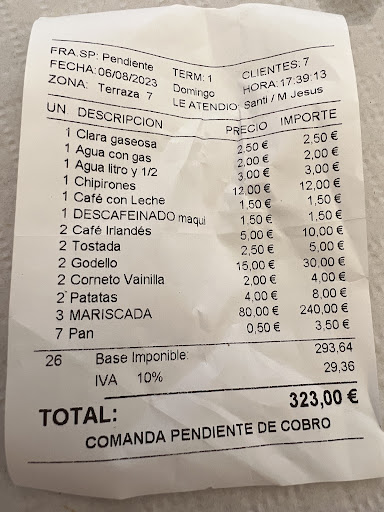 FRA.SP: Pendiente TERM: 1 CLIENTES: 7
FECHA: 06/08/2023 Domingo HORA: 17:39:13
ZONA: Terraza 7 LE ATENDIO: Santi / M Jesus
UN DESCRIPCION PRECIO IMPORTE
1 Clara gaseosa 2,50 € 2,50 €
1 Agua con gas 2,00 € 2,00 €
1 Agua litro y 1/2 3,00 € 3,00 €
1 Chipirones 12,00 € 12,00 €
1 Café con Leche 1,50 € 1,50 €
1 DESCAFEINADO maqui 1,50 € 1,50 €
2 Café Irlandés 5,00 € 10,00 €
2 Tostada 2,50 € 5,00 €
2 Godello 15,00 € 30,00 €
2 Corneto Vainilla 2,00 € 4,00 €
2 Patatas 4,00 € 8,00 €
3 MARISCADA 80,00 € 240,00 €
7 Pan 0,50 € 3,50 €
26 Base Imponible: 293,64
IVA 10% 29,36
TOTAL: 323,00 €
COMANDA PENDIENTE DE COBRO